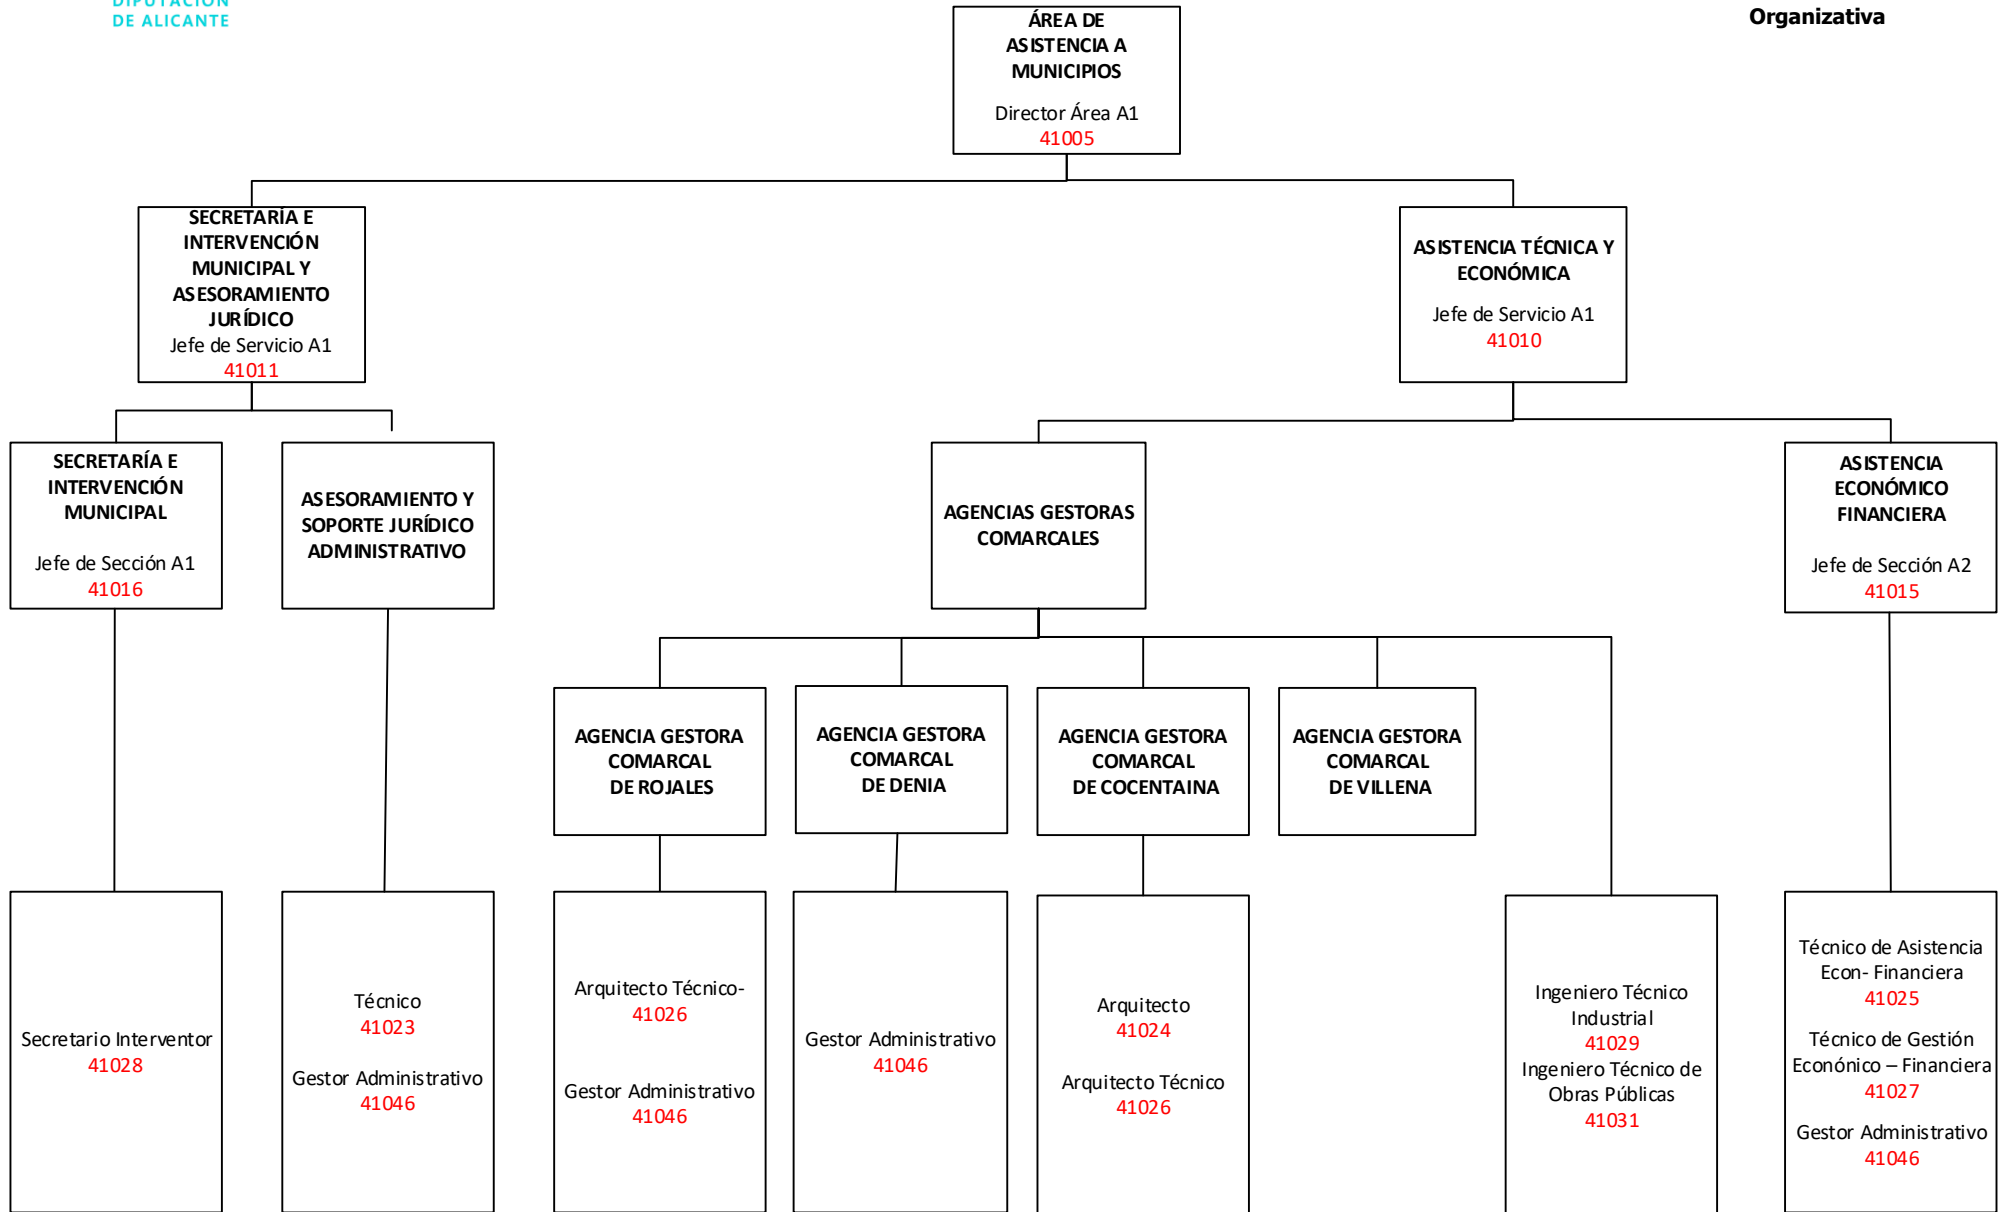 DIPUTACIÓN
DE ALICANTE
Organizativa
ÁREA DE
ASISTENCIA A
MUNICIPIOS
Director Área A1
41005
SECRETARÍA E
INTERVENCIÓN
MUNICIPAL Y
ASESORAMIENTO
JURÍDICO
Jefe de Servicio A1
41011
ASISTENCIA TÉCNICA Y
ECONÓMICA
Jefe de Servicio A1
41010
SECRETARÍA E
INTERVENCIÓN
MUNICIPAL
Jefe de Sección A1
41016
ASESORAMIENTO Y
SOPORTE JURÍDICO
ADMINISTRATIVO
AGENCIAS GESTORAS
COMARCALES
ASISTENCIA
ECONÓMICO
FINANCIERA
Jefe de Sección A2
41015
AGENCIA GESTORA
COMARCAL
DE ROJALES
AGENCIA GESTORA
COMARCAL
DE DENIA
AGENCIA GESTORA
COMARCAL
DE COCENTAINA
AGENCIA GESTORA
COMARCAL
DE VILLENA
Secretario Interventor
41028
Técnico
41023
Gestor Administrativo
41046
Arquitecto Técnico-
41026
Gestor Administrativo
41046
Gestor Administrativo
41046
Arquitecto
41024
Arquitecto Técnico
41026
Ingeniero Técnico
Industrial
41029
Ingeniero Técnico de
Obras Públicas
41031
Técnico de Asistencia
Econ- Financiera
41025
Técnico de Gestión
Económico – Financiera
41027
Gestor Administrativo
41046